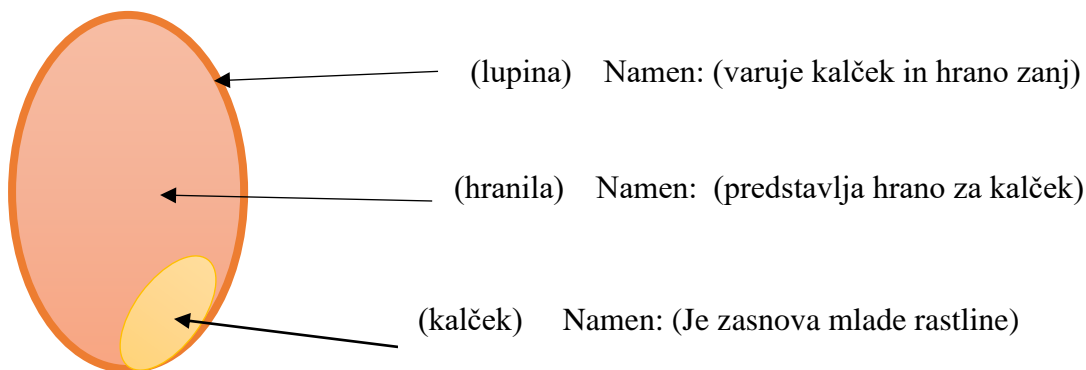 (lupina) Namen: (varuje kalček in hrano zanj)
(hranila) Namen: (predstavlja hrano za kalček)
(kalček) Namen: (Je zasnova mlade rastline)